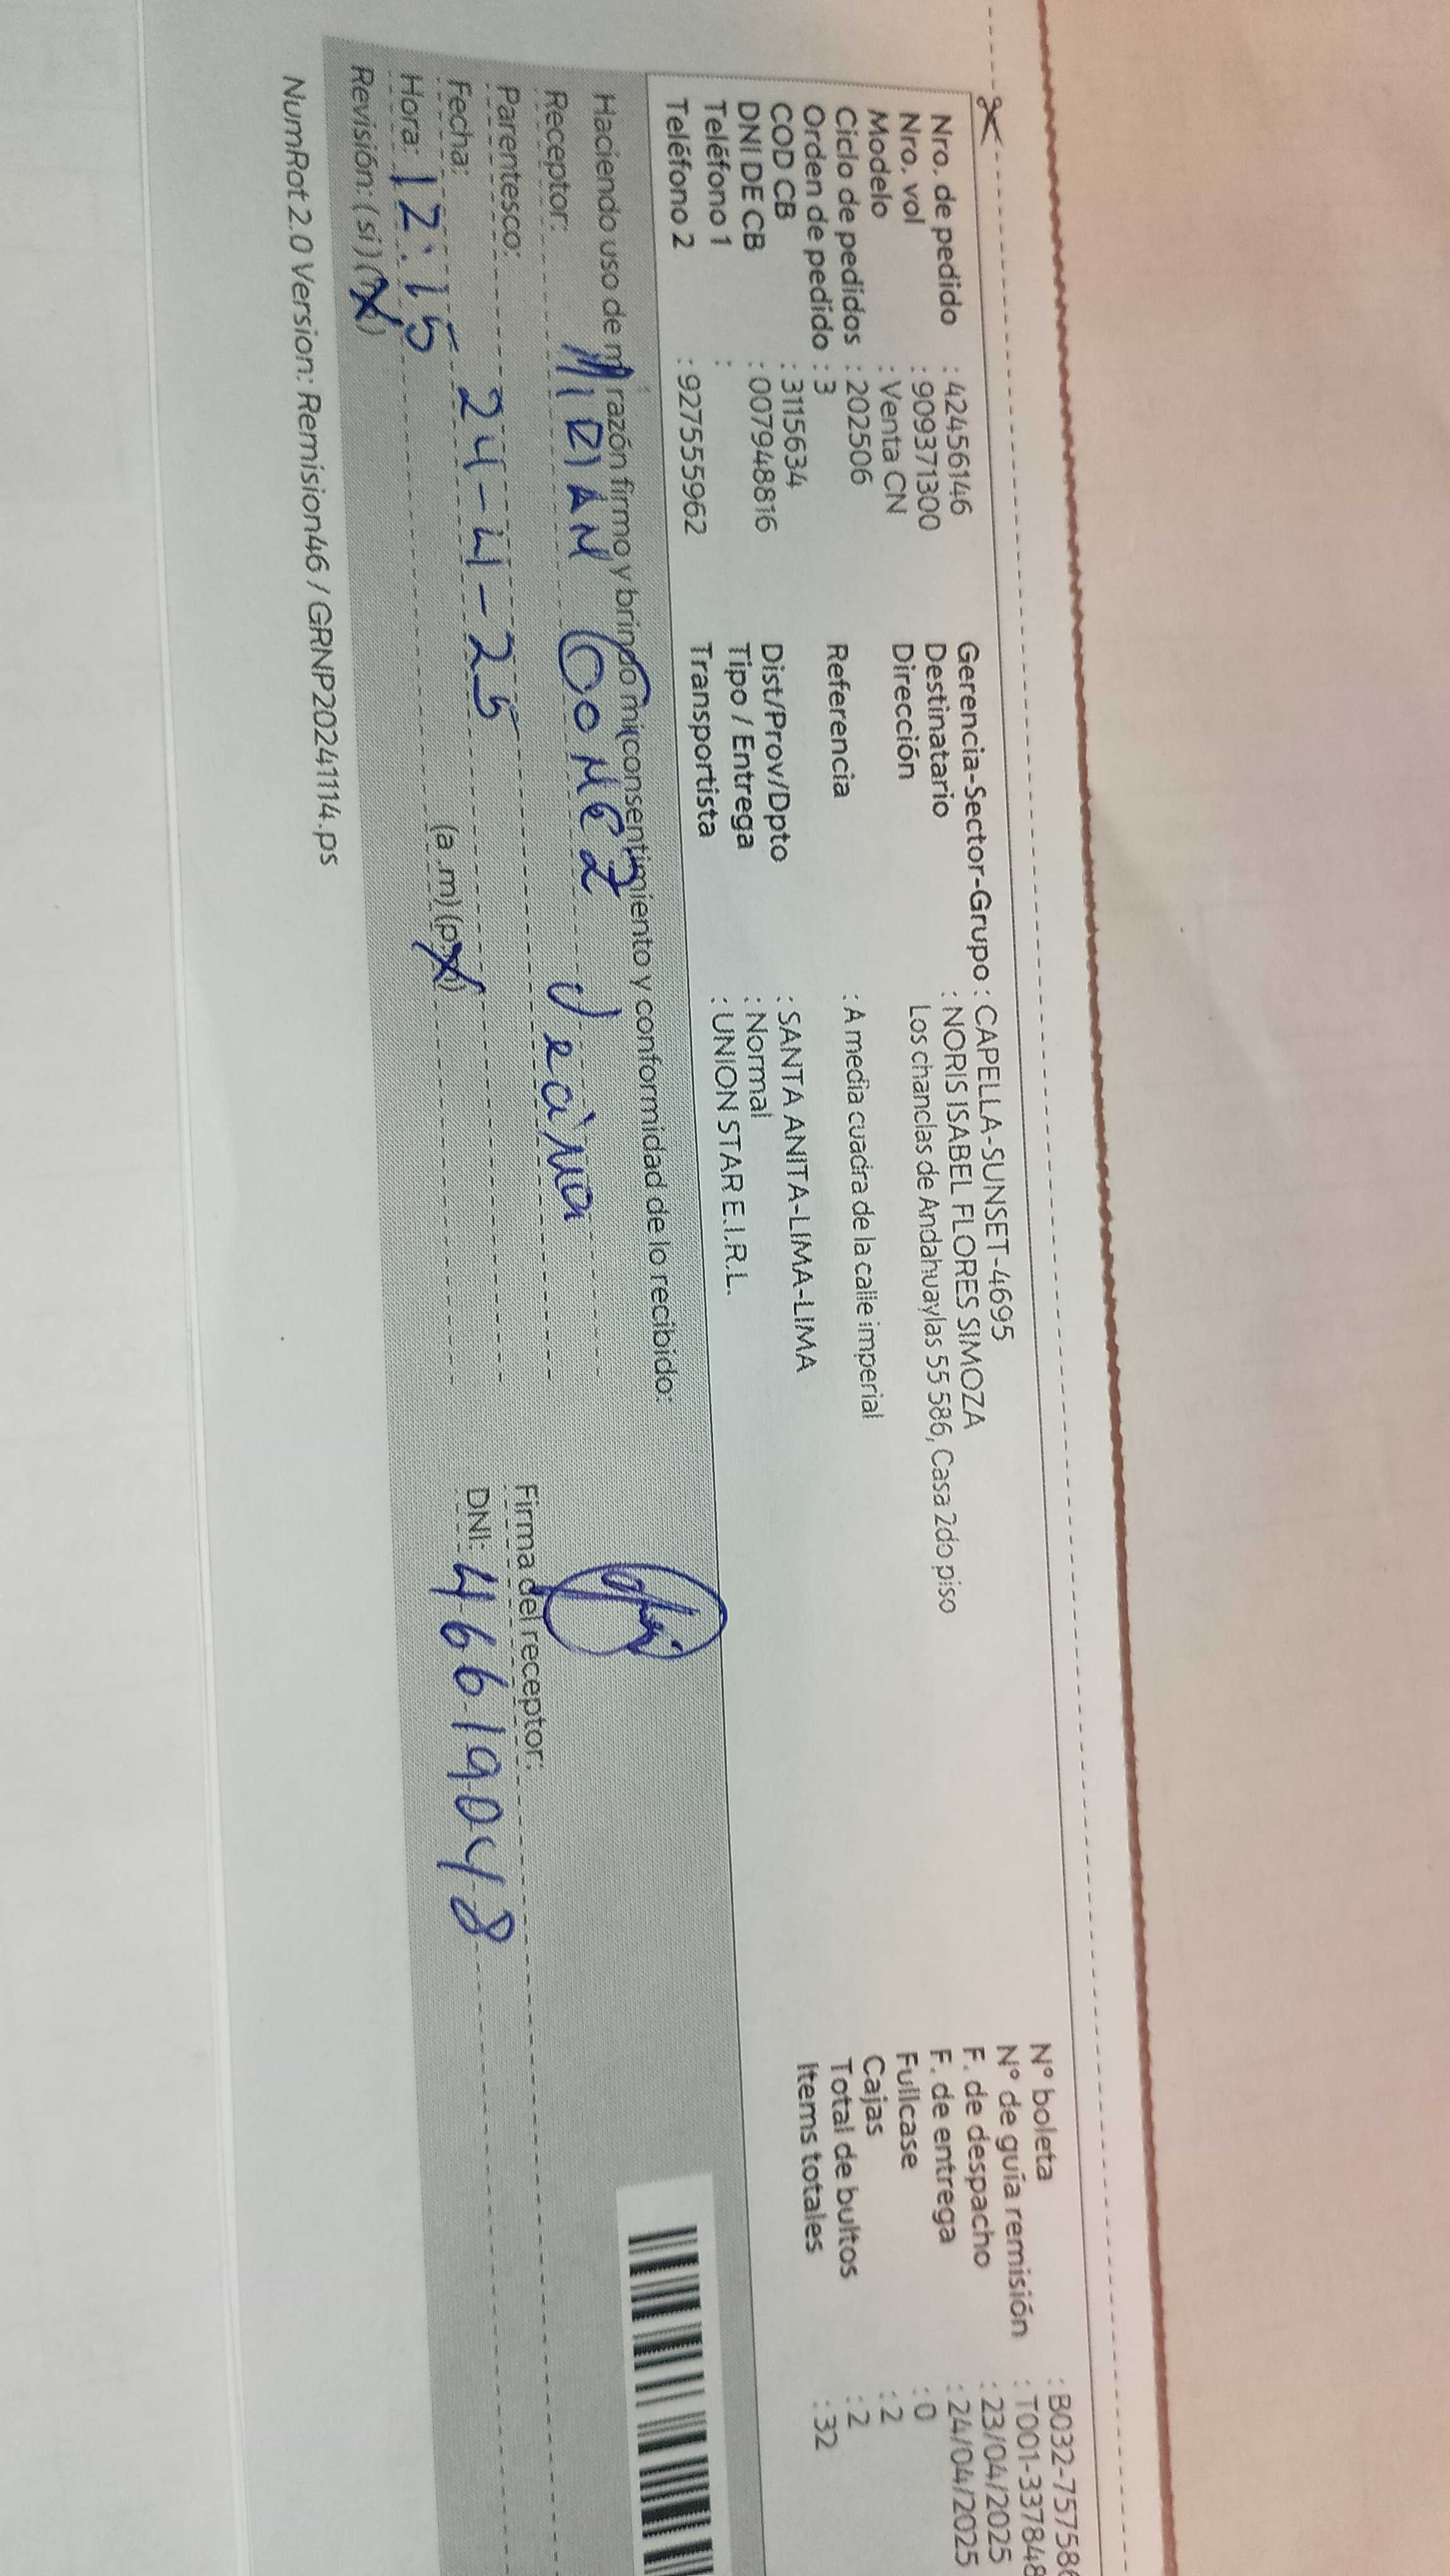 Nro. de pedido : 42456146
Nro. vol : 909371300
Modelo : Venta CN
Ciclo de pedidos : 202506
Orden de pedido : 3
COD CB : 3115634
DNI DE CB : 007948816
Teléfono 1 :
Teléfono 2 : 927555962
Gerencia-Sector-Grupo : CAPELLA-SUNSET-4695
Destinatario : NORIS ISABEL FLORES SIMOZA
Dirección Los chanclas de Andahuaylas 55 586, Casa 2do piso
Referencia : A media cuadra de la calle imperial
Dist/Prov/Dpto : SANTA ANITA-LIMA-LIMA
Tipo / Entrega : Normal
Transportista : UNION STAR E.I.R.L.
N° boleta : B032-75758
N° de guía remisión : T001-337848
F. de despacho : 23/04/2025
F. de entrega : 24/04/2025
Fullcase : 0
Cajas : 2
Total de bultos : 2
Items totales : 32
Haciendo uso de mi razón firmo y brindo mi consentimiento y conformidad de lo recibido:
Receptor:
Parentesco:
Fecha: 24-4-25
Hora: 12:15 (a.m) (p.m)
Revisión: (si) (no)
Firma del receptor:
DNI: 46619048
NumRot 2.0 Version: Remision46 / GRNP20241114.ps